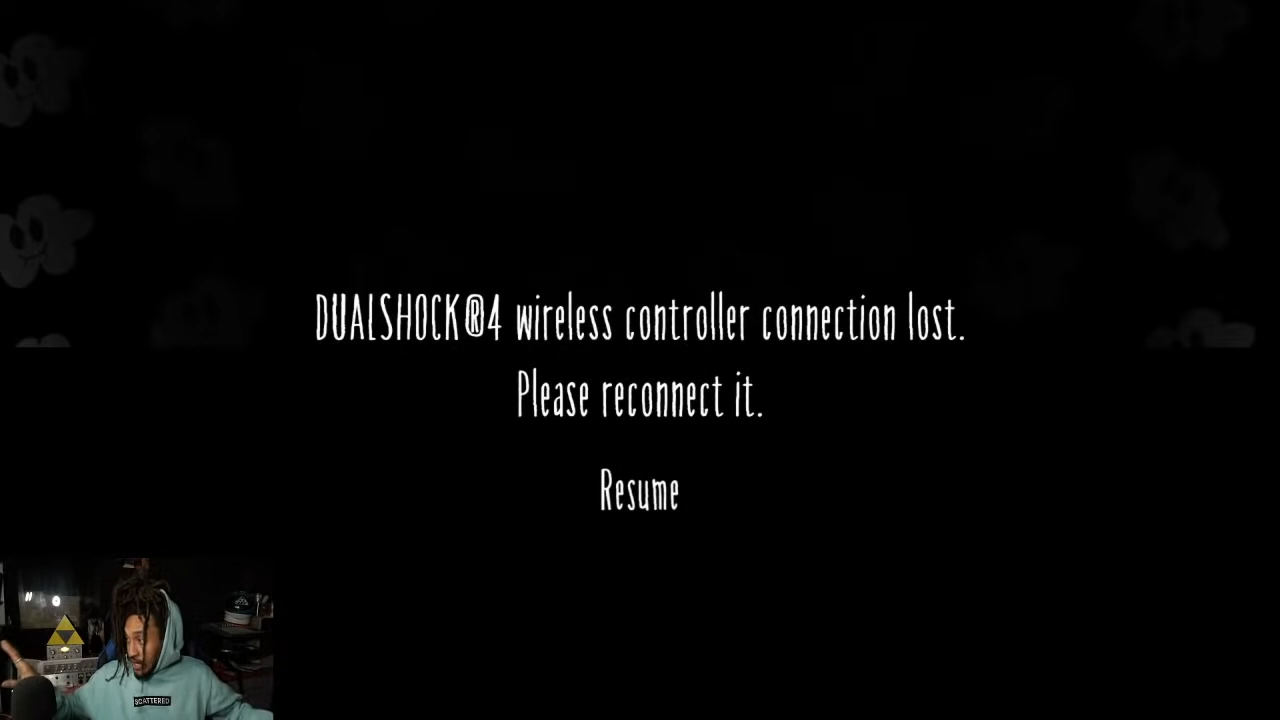 DUALSHOCK®4 wireless controller connection lost.
Please reconnect it.
Resume
SCATTERED